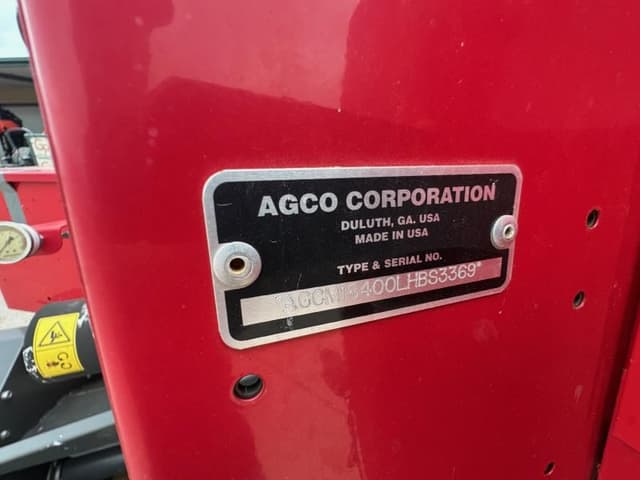 AGCO CORPORATION
DULUTH, GA. USA
MADE IN USA
TYPE & SERIAL NO.